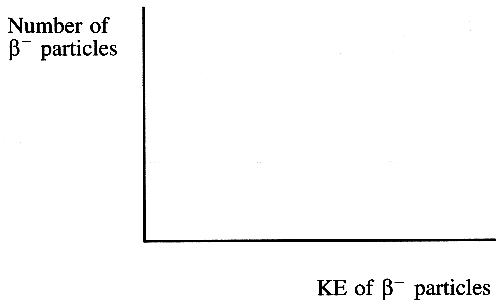 Number of
β⁻ particles
KE of β⁻ particles